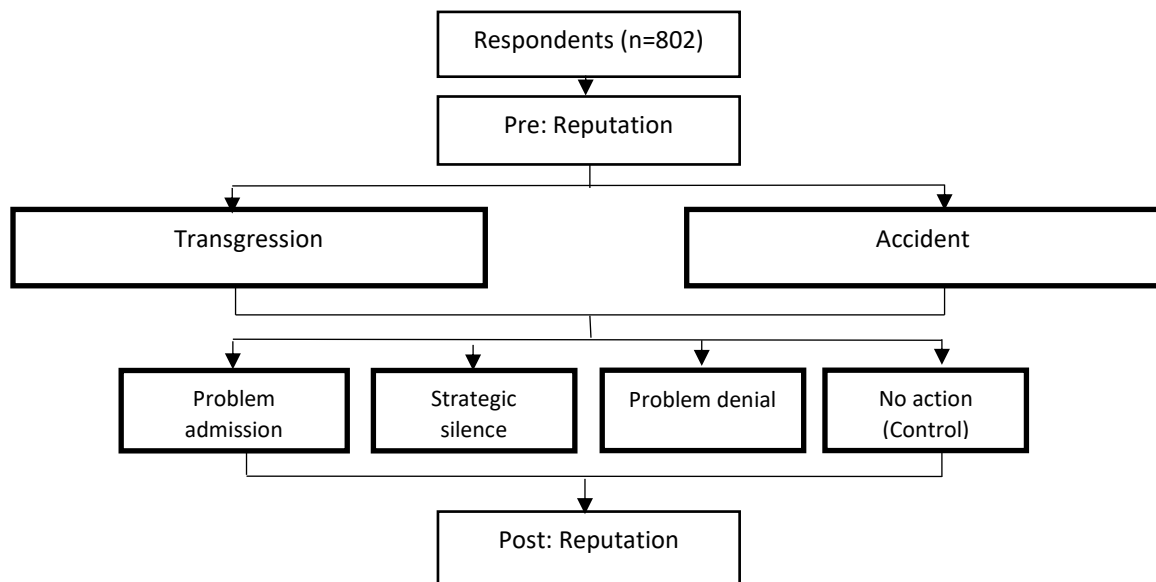 Respondents (n=802)
Pre: Reputation
Transgression
Accident
Problem
admission
Strategic
silence
Problem denial
No action
(Control)
Post: Reputation